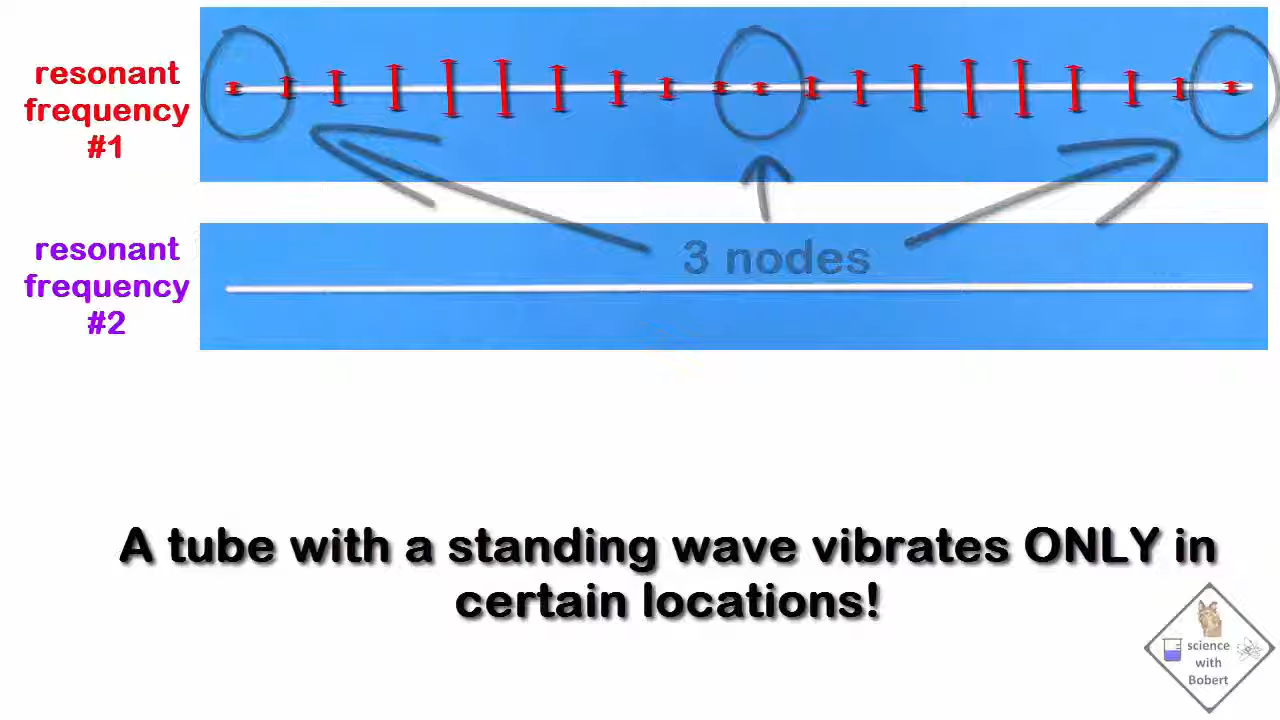 resonant
frequency
#1
3 nodes
resonant
frequency
#2
A tube with a standing wave vibrates ONLY in
certain locations!
science
with
Bobert